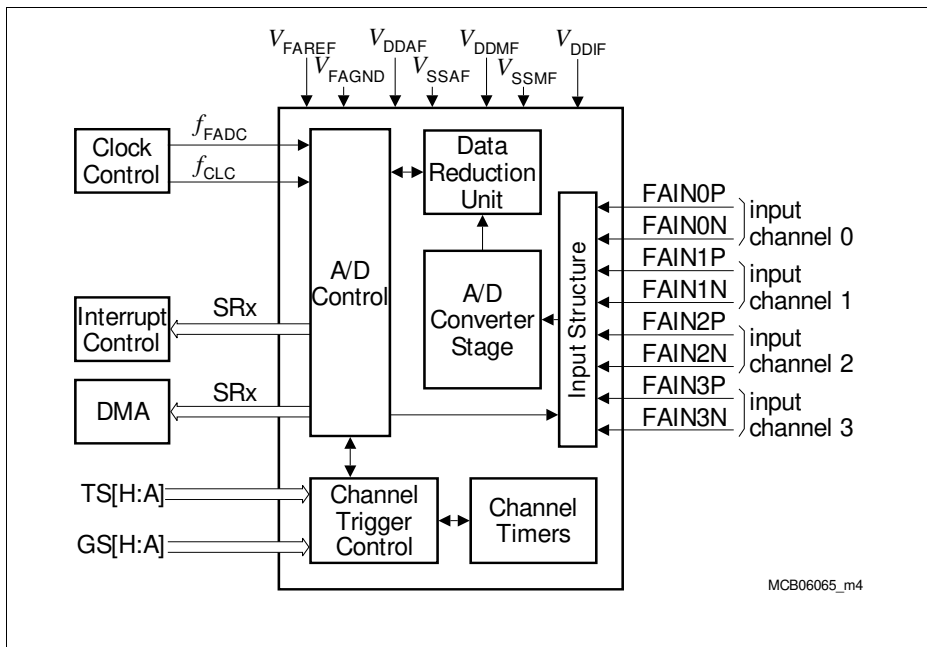 VFAREF
VDDAF
VDDMF
VDDIF
VFAGND
VSSAF
VSSMF
Clock
Control
fFADC
fCLC
A/D
Control
Data
Reduction
Unit
A/D
Converter
Stage
Input Structure
FAIN0P
FAIN0N
input
channel 0
FAIN1P
FAIN1N
input
channel 1
FAIN2P
FAIN2N
input
channel 2
FAIN3P
FAIN3N
input
channel 3
Interrupt
Control
SRx
DMA
SRx
TS[H:A]
GS[H:A]
Channel
Trigger
Control
Channel
Timers
MCB06065_m4